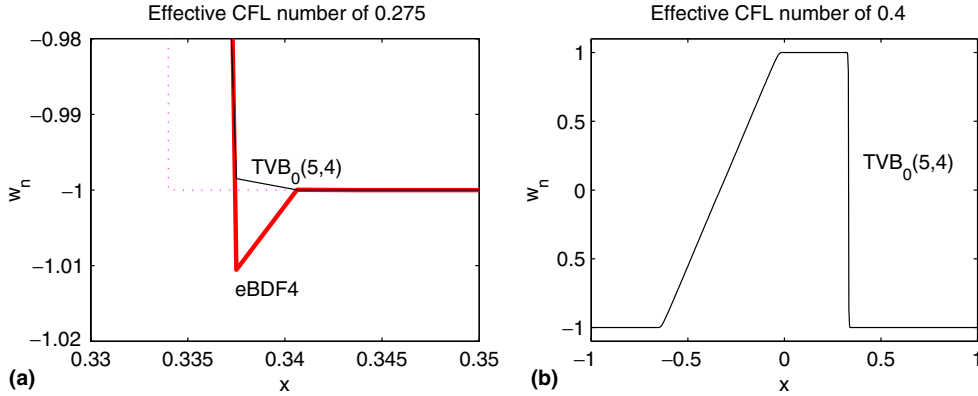 Effective CFL number of 0.275
−0.98
−0.99
−1
−1.01
−1.02
w_n
TVB_0(5,4)
eBDF4
0.33
0.335
0.34
0.345
0.35
x
(a)
Effective CFL number of 0.4
1
0.5
0
0.5
−1
w_n
TVB_0(5,4)
−1
−0.5
0
0.5
1
x
(b)